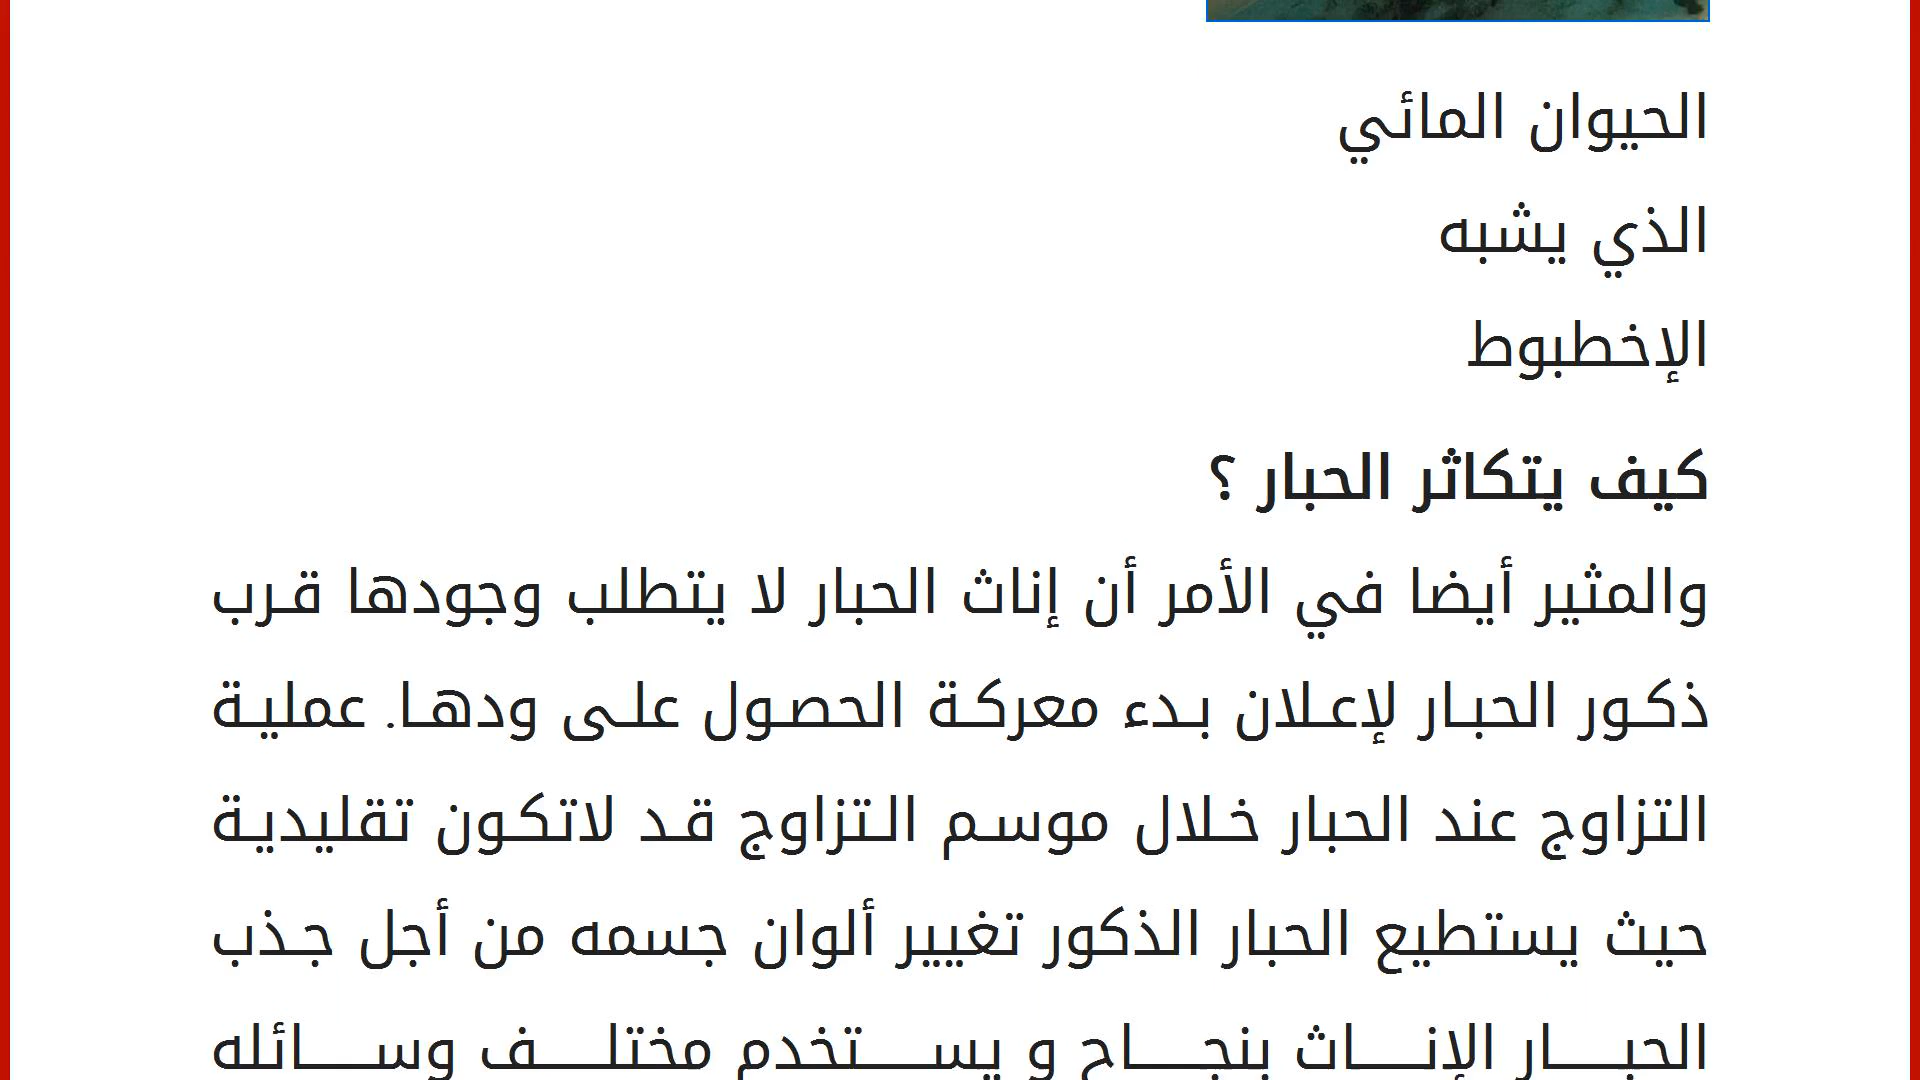 الحيوان المائي
الذي يشبه
الإخطبوط
كيف يتكاثر الحبار ؟
والمثير أيضا في الأمر أن إناث الحبار لا يتطلب وجودها قرب
ذكور الحبار لإعلان بدء معركة الحصول على ودها. عملية
التزاوج عند الحبار خلال موسم التزاوج قد لاتكون تقليدية
حيث يستطيع الحبار الذكور تغيير ألوان جسمه من أجل جذب
الحبار الإناث بنجاح و يستخدم مختلف وسائله